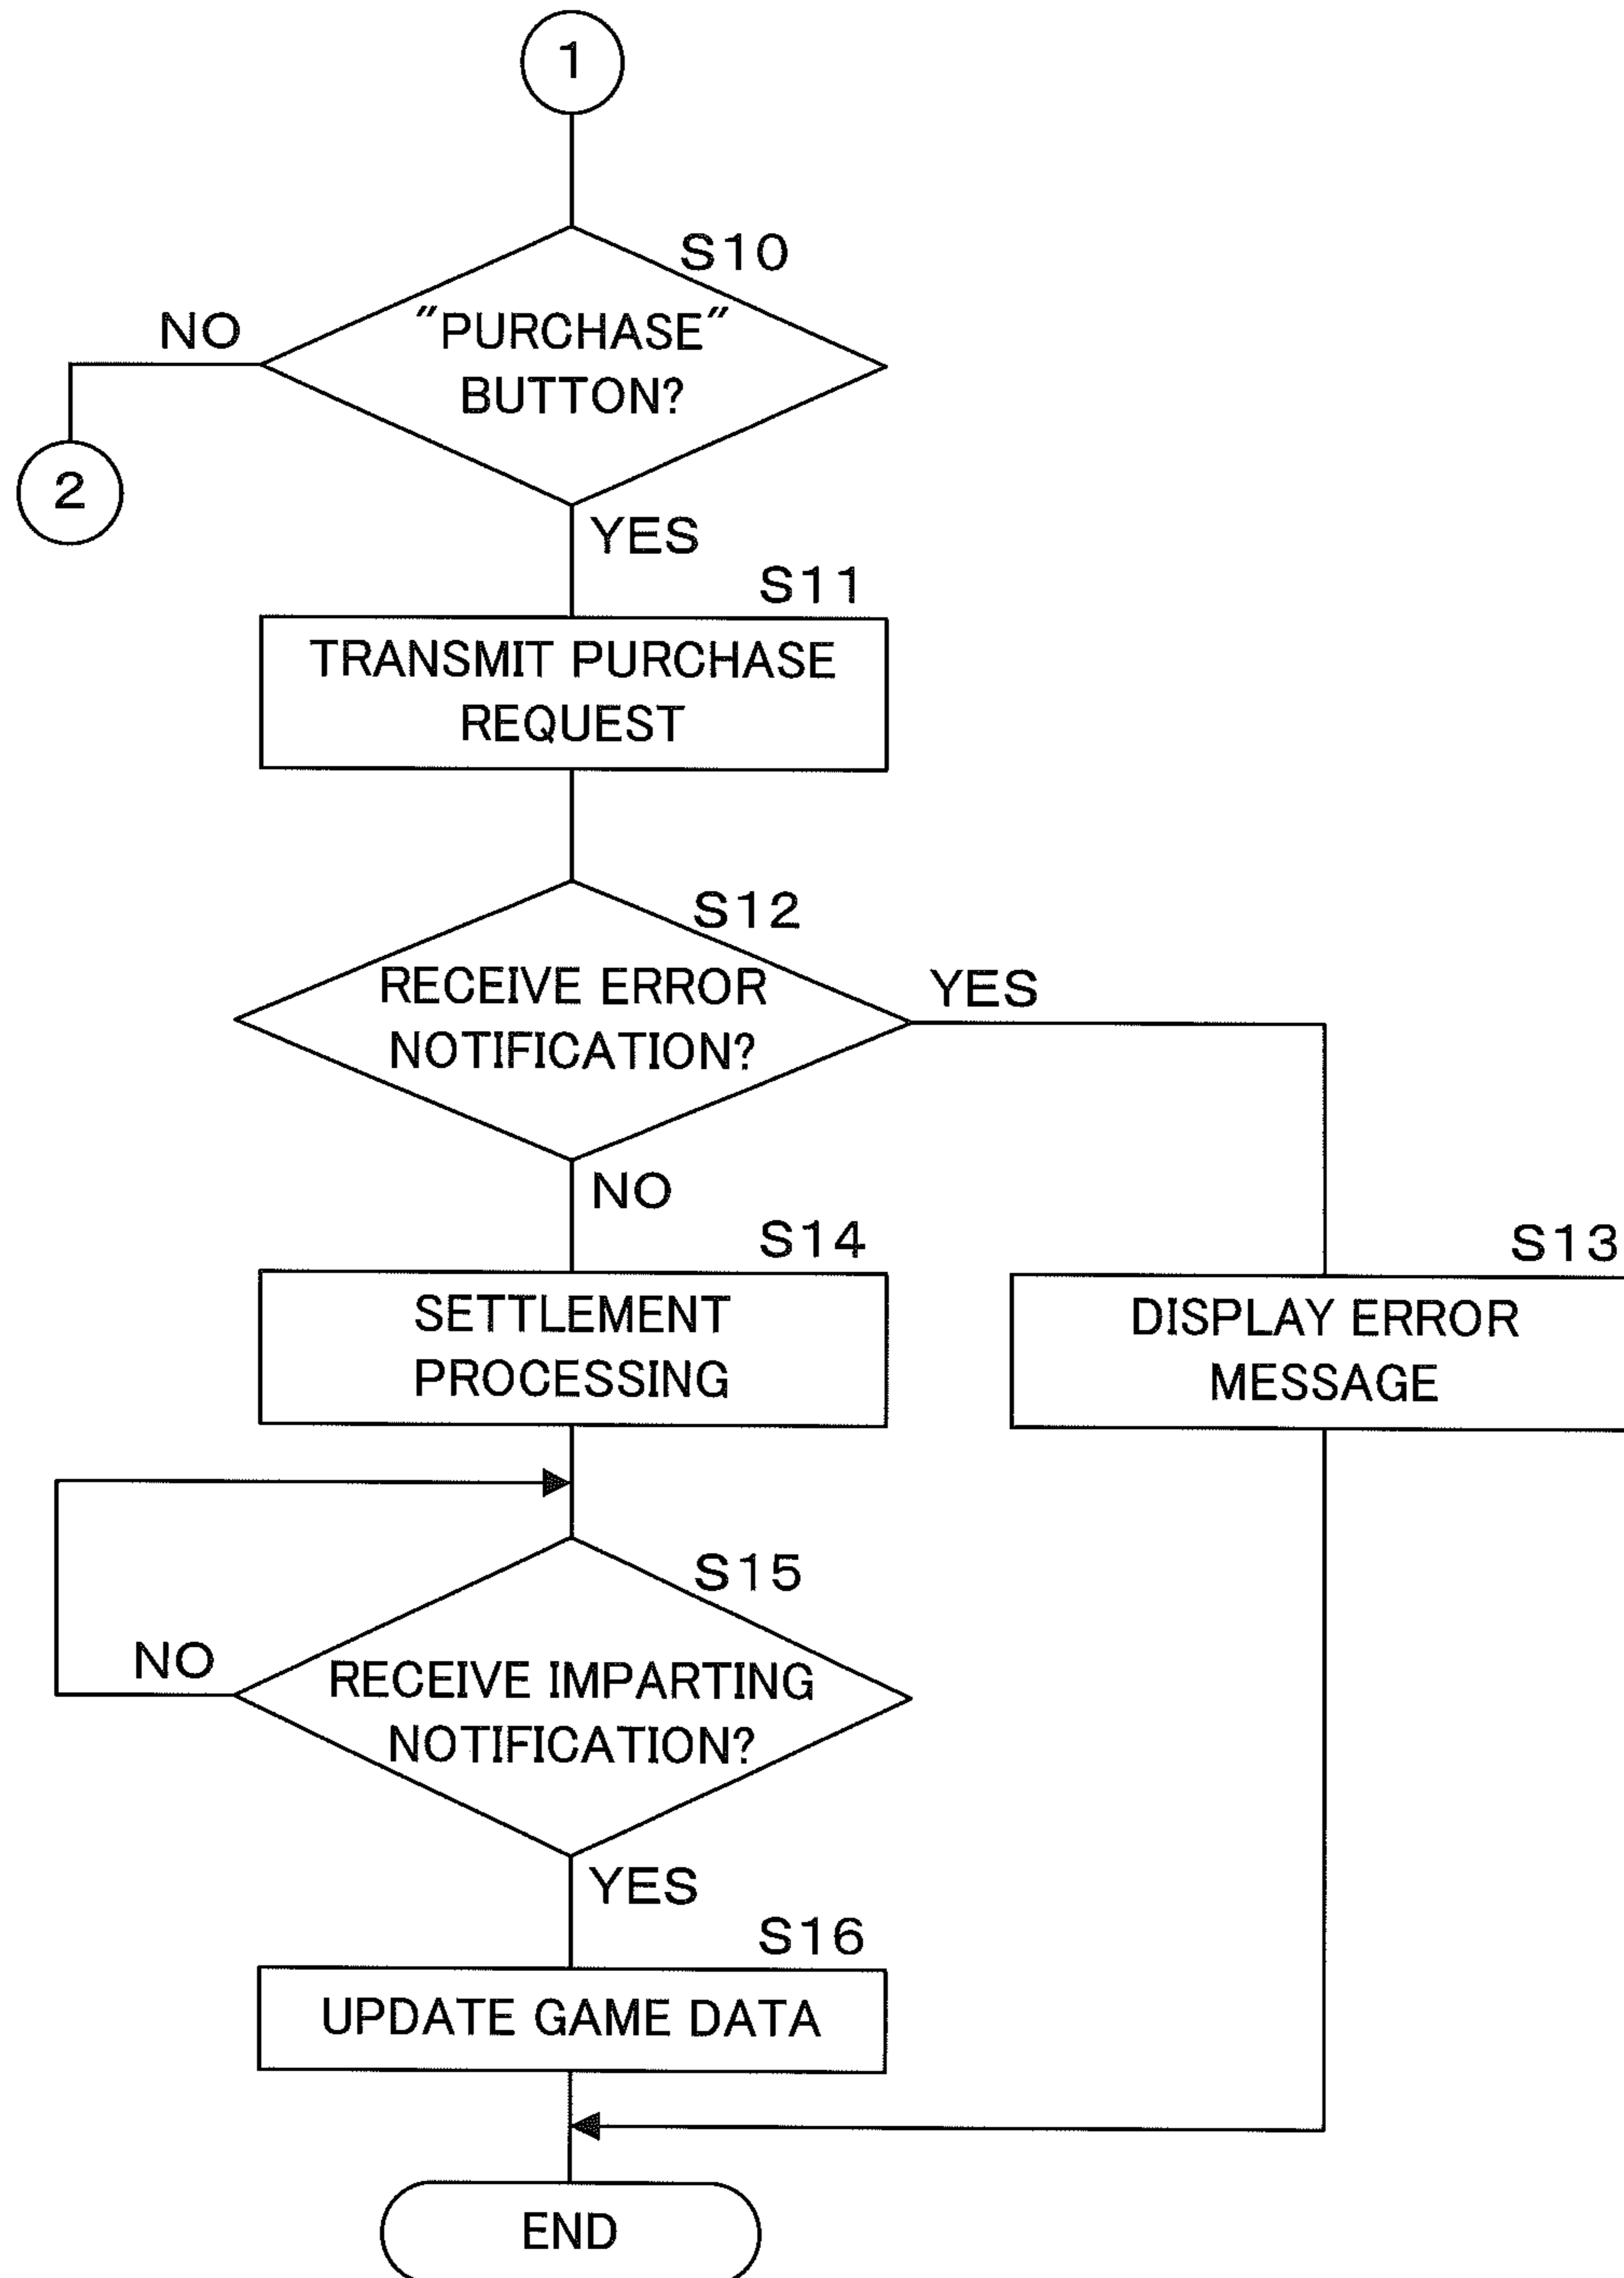 1
S10
NO
"PURCHASE"
BUTTON?
2
YES
S11
TRANSMIT PURCHASE
REQUEST
S12
RECEIVE ERROR
NOTIFICATION?
YES
NO
S14
SETTLEMENT
PROCESSING
S13
DISPLAY ERROR
MESSAGE
S15
NO
RECEIVE IMPARTING
NOTIFICATION?
YES
S16
UPDATE GAME DATA
END